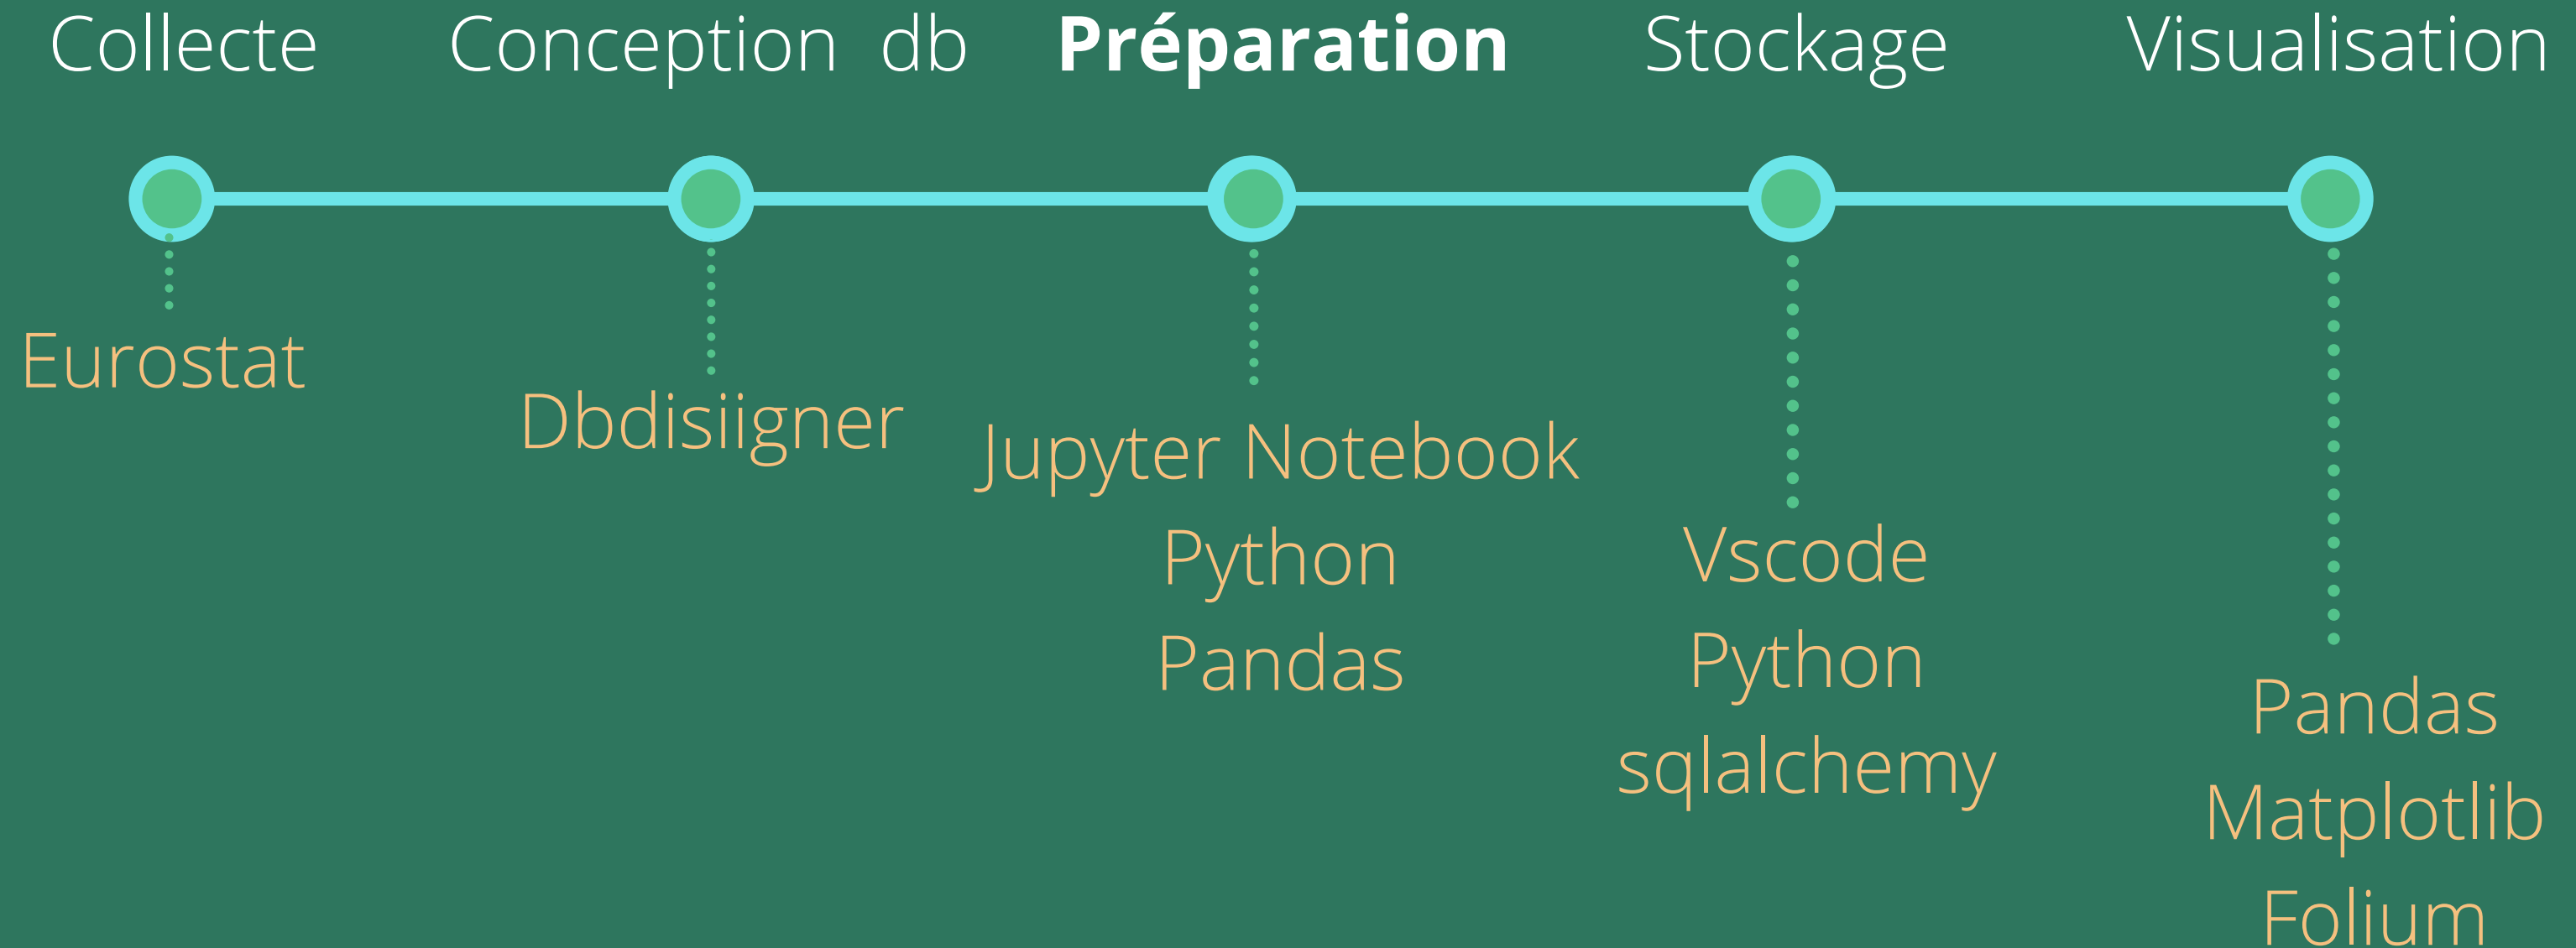 Collecte
Conception db
Préparation
Stockage
Visualisation
Eurostat
Dbdisiigner
Jupyter Notebook
Python
Pandas
Vscode
Python
sqlalchemy
Pandas
Matplotlib
Folium